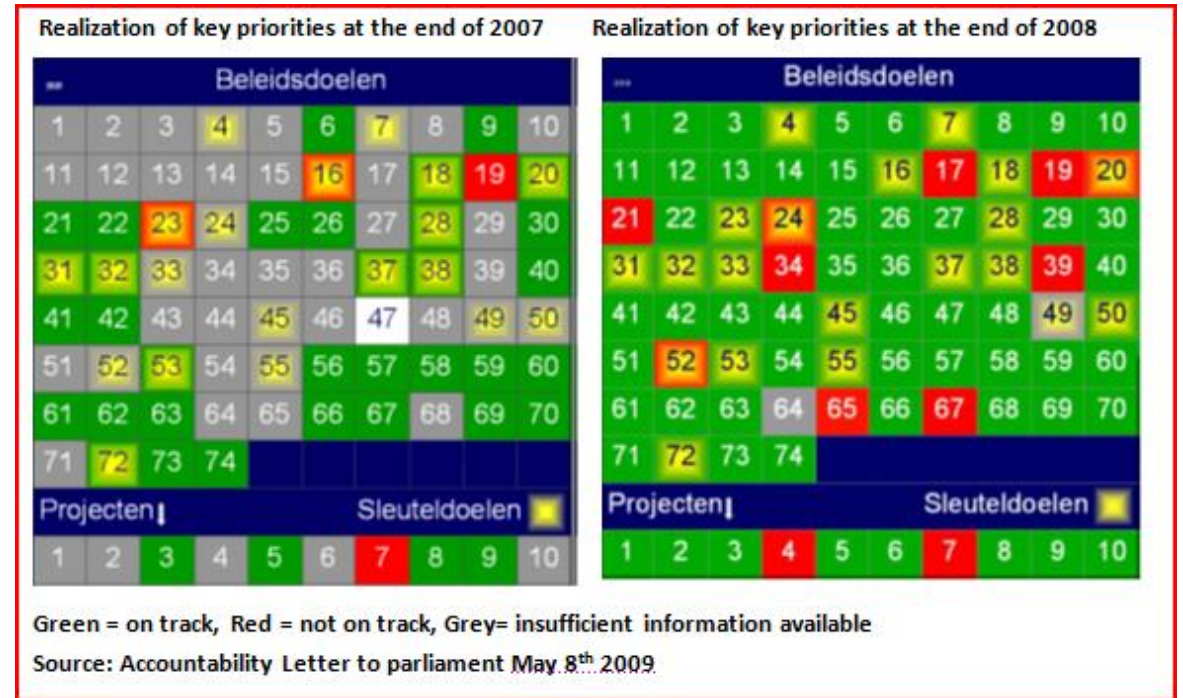 Realization of key priorities at the end of 2007
Beleidsdoelen
1 2 3 4 5 6 7 8 9 10
11 12 13 14 15 16 17 18 19 20
21 22 23 24 25 26 27 28 29 30
31 32 33 34 35 36 37 38 39 40
41 42 43 44 45 46 47 48 49 50
51 52 53 54 55 56 57 58 59 60
61 62 63 64 65 66 67 68 69 70
71 72 73 74
Projecten Sleuteldoelen
1 2 3 4 5 6 7 8 9 10
Realization of key priorities at the end of 2008
Beleidsdoelen
1 2 3 4 5 6 7 8 9 10
11 12 13 14 15 16 17 18 19 20
21 22 23 24 25 26 27 28 29 30
31 32 33 34 35 36 37 38 39 40
41 42 43 44 45 46 47 48 49 50
51 52 53 54 55 56 57 58 59 60
61 62 63 64 65 66 67 68 69 70
71 72 73 74
Projecten Sleuteldoelen
1 2 3 4 5 6 7 8 9 10
Green = on track, Red = not on track, Grey= insufficient information available
Source: Accountability Letter to parliament May 8th 2009